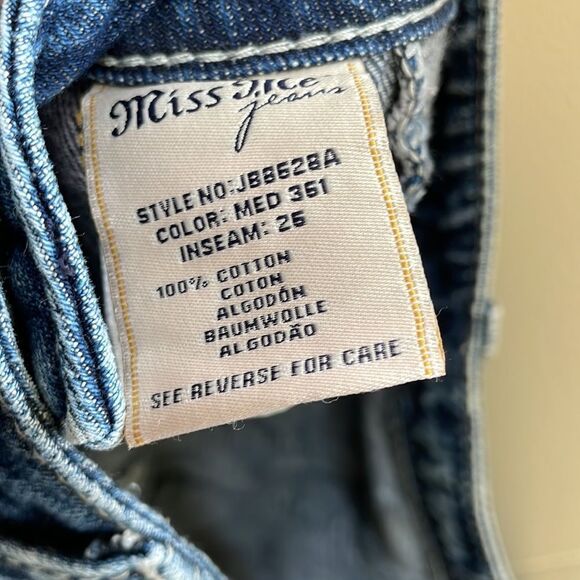 Miss Me
jeans
STYLE NO:JB8628A
COLOR: MED 361
INSEAM: 26
100% COTTON
COTON
ALGODÓN
BAUMWOLLE
ALGODÃO
SEE REVERSE FOR CARE